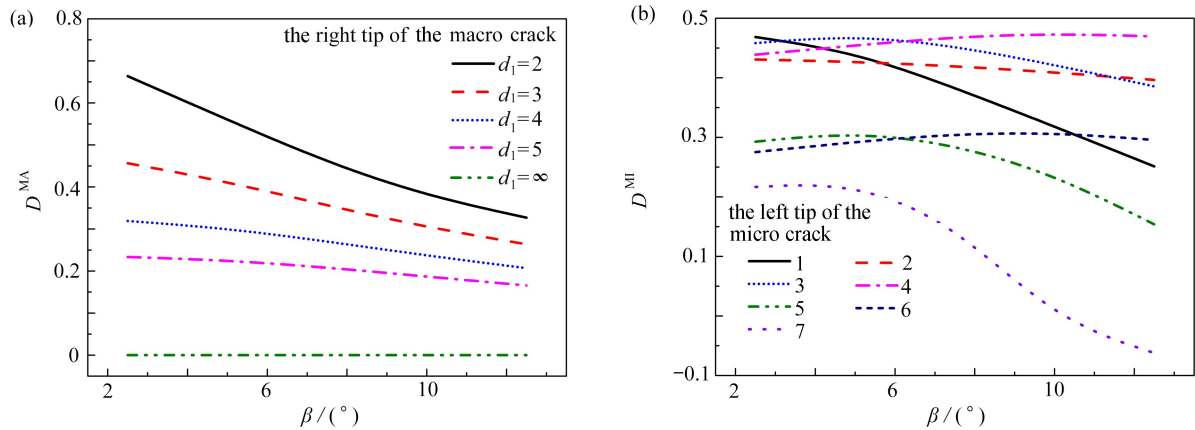 (a)
0.8
0.6
0.4
0.2
0
D^MA
the right tip of the macro crack
d₁=2
d₁=3
d₁=4
d₁=5
d₁=∞
2
6
10
β/(°)
(b)
0.5
0.3
0.1
−0.1
D^MI
the left tip of the
micro crack
1 2
3 4
5 6
7
2
6
10
β/(°)